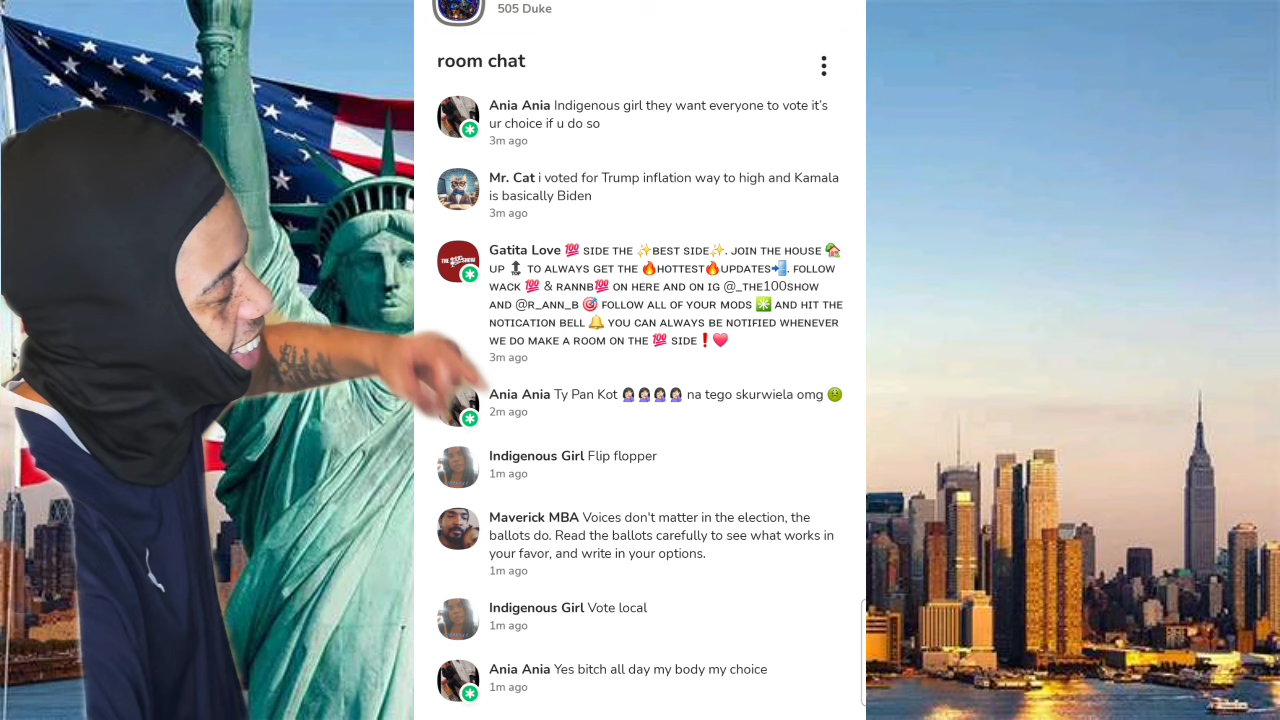 505 Duke
room chat
Ania Ania Indigenous girl they want everyone to vote it's
ur choice if u do so
3m ago
Mr. Cat i voted for Trump inflation way to high and Kamala
is basically Biden
3m ago
Gatita Love 💯 SIDE THE ✨BEST SIDE✨. JOIN THE HOUSE 🏡
UP ⬆ TO ALWAYS GET THE 🔥HOTTEST🔥UPDATES📲. FOLLOW
WACK 💯 & RANNB💯 ON HERE AND ON IG @_THE100SHOW
AND @R_ANN_B 🎯 FOLLOW ALL OF YOUR MODS ✳️ AND HIT THE
NOTICATION BELL 🔔 YOU CAN ALWAYS BE NOTIFIED WHENEVER
WE DO MAKE A ROOM ON THE 💯 SIDE❗❤️
3m ago
Ania Ania Ty Pan Kot 🤦🏻‍♀️🤦🏻‍♀️🤦🏻‍♀️🤦🏻‍♀️ na tego skurwiela omg 🤢
2m ago
Indigenous Girl Flip flopper
1m ago
Maverick MBA Voices don't matter in the election, the
ballots do. Read the ballots carefully to see what works in
your favor, and write in your options.
1m ago
Indigenous Girl Vote local
1m ago
Ania Ania Yes bitch all day my body my choice
1m ago